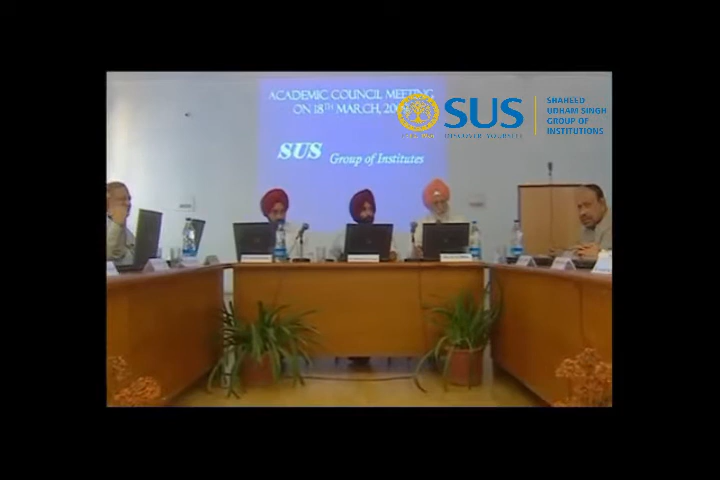 ACADEMIC COUNCIL MEETING
ON 18TH MARCH, 200
SUS Group of Institutes
SUS
DISCOVER YOURSELF
SHAHEED
UDHAM SINGH
GROUP OF
INSTITUTIONS